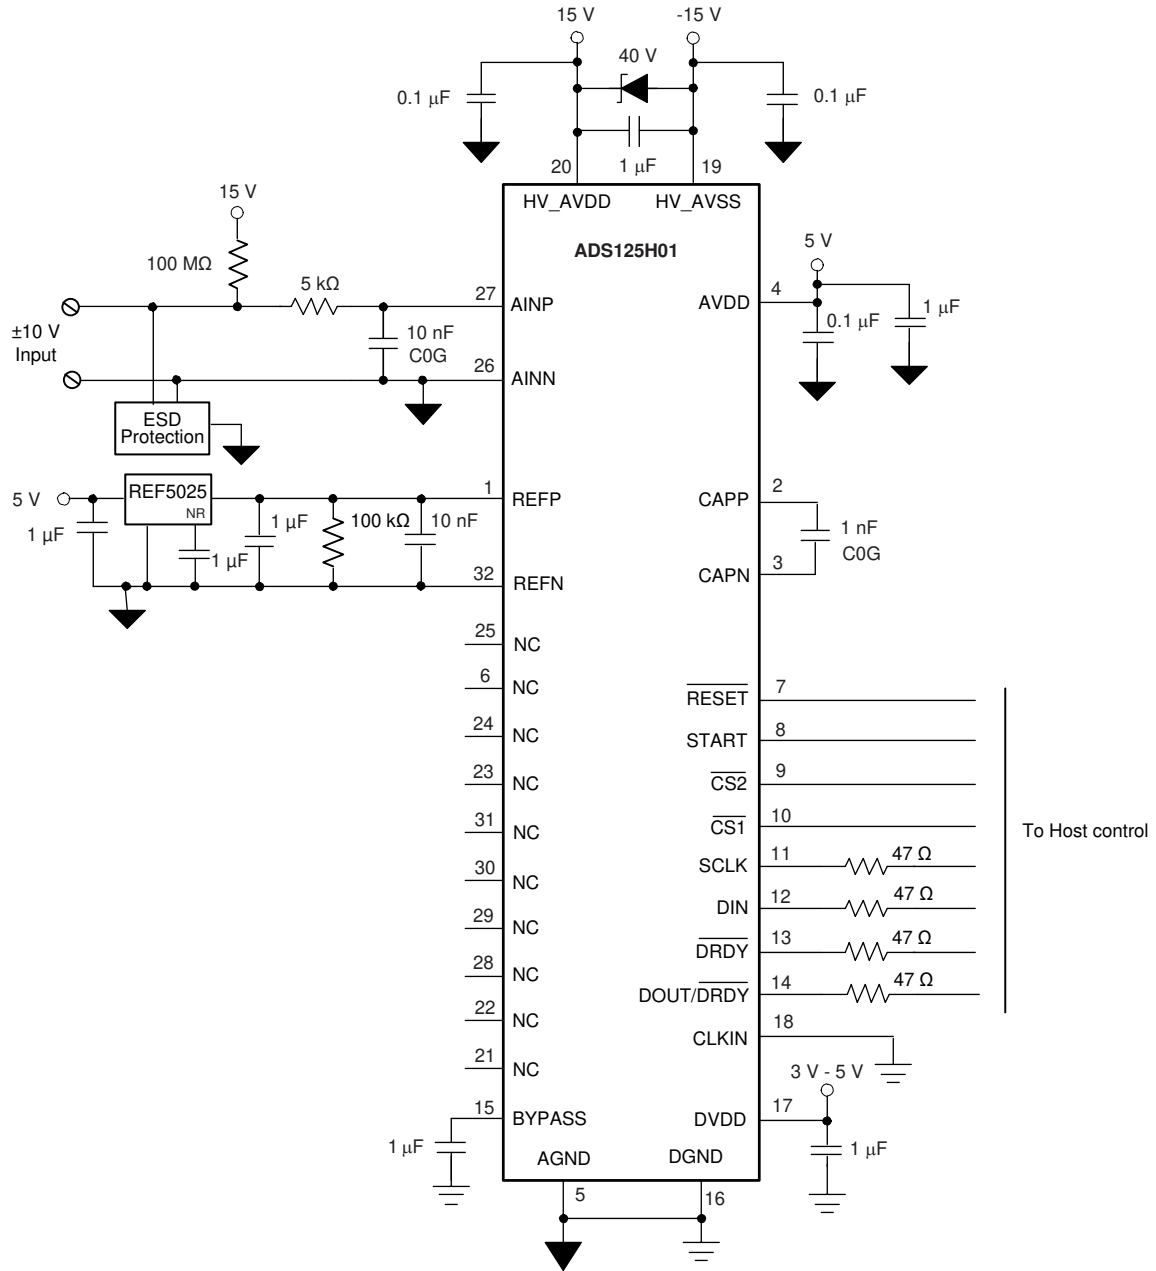 15 V
-15 V
40 V
0.1 μF
0.1 μF
1 μF
20
19
HV_AVDD
HV_AVSS
ADS125H01
15 V
100 MΩ
5 kΩ
27
AINP
±10 V
Input
10 nF
C0G
26
AINN
ESD
Protection
5 V
4
AVDD
0.1 μF
1 μF
5 V
REF5025
NR
1 μF
1 μF
1 μF
100 kΩ
10 nF
1
REFP
32
REFN
2
CAPP
1 nF
C0G
3
CAPN
25
NC
6
NC
24
NC
23
NC
31
NC
30
NC
29
NC
28
NC
22
NC
21
NC
15
BYPASS
1 μF
RESET
7
START
8
CS2
9
CS1
10
SCLK
11
47 Ω
DIN
12
47 Ω
DRDY
13
47 Ω
DOUT/DRDY
14
47 Ω
To Host control
CLKIN
18
3 V - 5 V
DVDD
17
1 μF
AGND
DGND
5
16